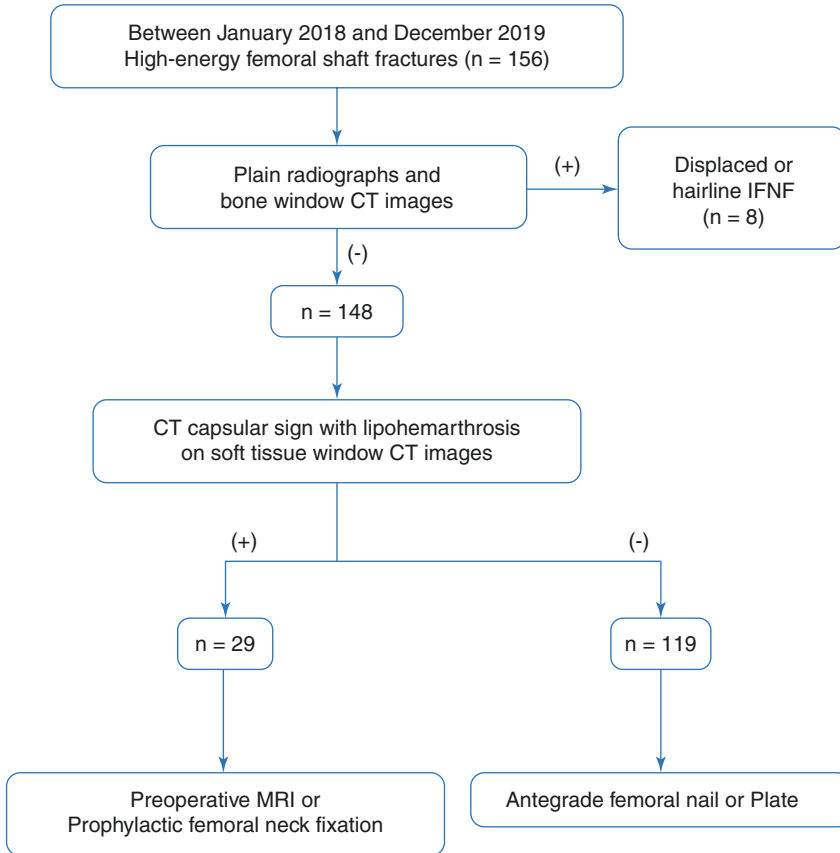 Between January 2018 and December 2019
High-energy femoral shaft fractures (n = 156)
Plain radiographs and
bone window CT images
(+)
Displaced or
hairline IFNF
(n = 8)
(-)
n = 148
CT capsular sign with lipohemarthrosis
on soft tissue window CT images
(+)
(-)
n = 29
n = 119
Preoperative MRI or
Prophylactic femoral neck fixation
Antegrade femoral nail or Plate